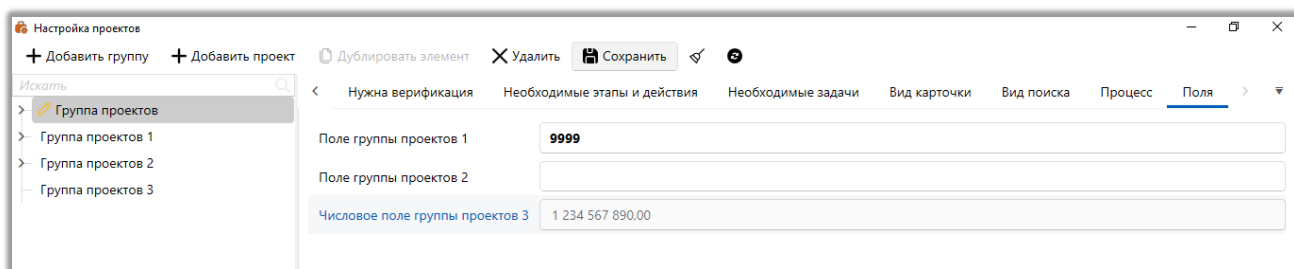 Настройка проектов
Добавить группу Добавить проект Дублировать элемент Удалить Сохранить
Искать
Нужна верификация Необходимые этапы и действия Необходимые задачи Вид карточки Вид поиска Процесс Поля
Группа проектов
Группа проектов 1
Группа проектов 2
Группа проектов 3
Поле группы проектов 1 9999
Поле группы проектов 2
Числовое поле группы проектов 3 1 234 567 890,00